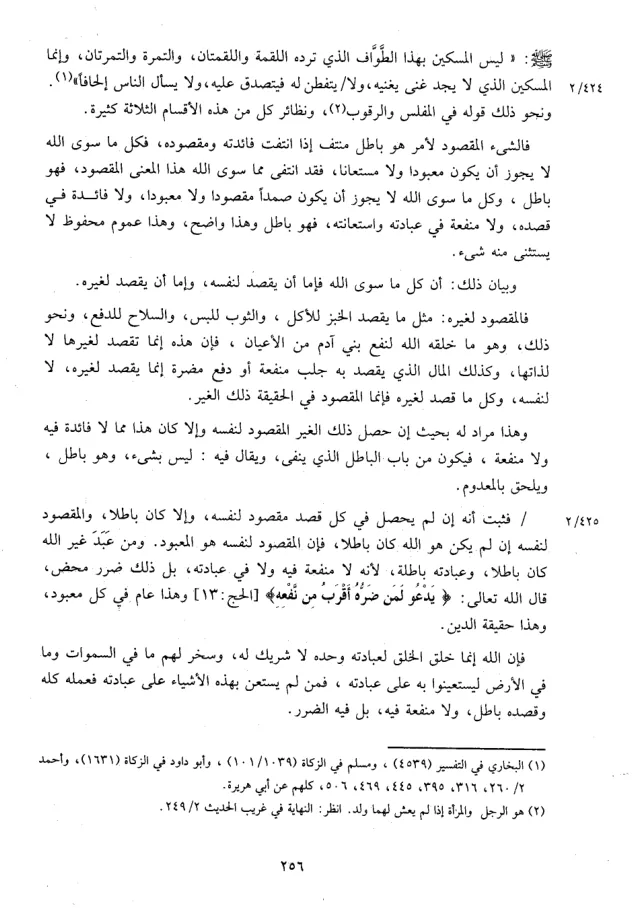 ﷺ: « ليس المسكين بهذا الطَّوَّاف الذي ترده اللقمة واللقمتان، والتمرة والتمرتان، وإنما
٢/٤٢٤ المسكين الذي لا يجد غنى يغنيه، ولا/ يتفطن له فيتصدق عليه، ولا يسأل الناس إلحافاً»(١).
ونحو ذلك قوله في المفلس والرقوب(٢)، ونظائر كل من هذه الأقسام الثلاثة كثيرة.
فالشىء المقصود لأمر هو باطل منتف إذا انتفت فائدته ومقصوده، فكل ما سوى الله
لا يجوز أن يكون معبودا ولا مستعانا، فقد انتفى مما سوى الله هذا المعنى المقصود، فهو
باطل ، وكل ما سوى الله لا يجوز أن يكون صمداً مقصودا ولا معبودا، ولا فائدة في
قصده، ولا منفعة في عبادته واستعانته، فهو باطل وهذا واضح، وهذا عموم محفوظ لا
يستثنى منه شىء.
وبيان ذلك: أن كل ما سوى الله فإما أن يقصد لنفسه، وإما أن يقصد لغيره.
فالمقصود لغيره: مثل ما يقصد الخبز للأكل ، والثوب للبس، والسلاح للدفع، ونحو
ذلك، وهو ما خلقه الله لنفع بني آدم من الأعيان ، فإن هذه إنما تقصد لغيرها لا
لذاتها، وكذلك المال الذي يقصد به جلب منفعة أو دفع مضرة إنما يقصد لغيره، لا
لنفسه، وكل ما قصد لغيره فإنما المقصود في الحقيقة ذلك الغير.
وهذا مراد له بحيث إن حصل ذلك الغير المقصود لنفسه وإلا كان هذا مما لا فائدة فيه
ولا منفعة ، فيكون من باب الباطل الذي ينفى، ويقال فيه : ليس بشىء، وهو باطل ،
ويلحق بالمعدوم.
٢/٤٢٥ / فثبت أنه إن لم يحصل في كل قصد مقصود لنفسه، وإلا كان باطلا، والمقصود
لنفسه إن لم يكن هو الله كان باطلا، فإن المقصود لنفسه هو المعبود. ومن عَبَدَ غير الله
كان باطلا، وعبادته باطلة، لأنه لا منفعة فيه ولا في عبادته، بل ذلك ضرر محض،
قال الله تعالى: ﴿ يَدْعُو لَمَن ضَرُّهُ أَقْرَبُ مِن نَّفْعِهِ﴾ [الحج:١٣] وهذا عام في كل معبود،
وهذا حقيقة الدين.
فإن الله إنما خلق الخلق لعبادته وحده لا شريك له، وسخر لهم ما في السموات وما
في الأرض ليستعينوا به على عبادته ، فمن لم يستعن بهذه الأشياء على عبادته فعمله كله
وقصده باطل، ولا منفعة فيه، بل فيه الضرر.
(١) البخاري في التفسير (٤٥٣٩) ، ومسلم في الزكاة (١٠١/١٠٣٩) ، وأبو داود في الزكاة (١٦٣١)، وأحمد
٢/ ٢٦٠، ٣١٦، ٣٩٥، ٤٤٥، ٤٦٩، ٥٠٦، كلهم عن أبي هريرة.
(٢) هو الرجل والمرأة إذا لم يعش لهما ولد. انظر: النهاية في غريب الحديث ٢٤٩/٢.
٢٥٦